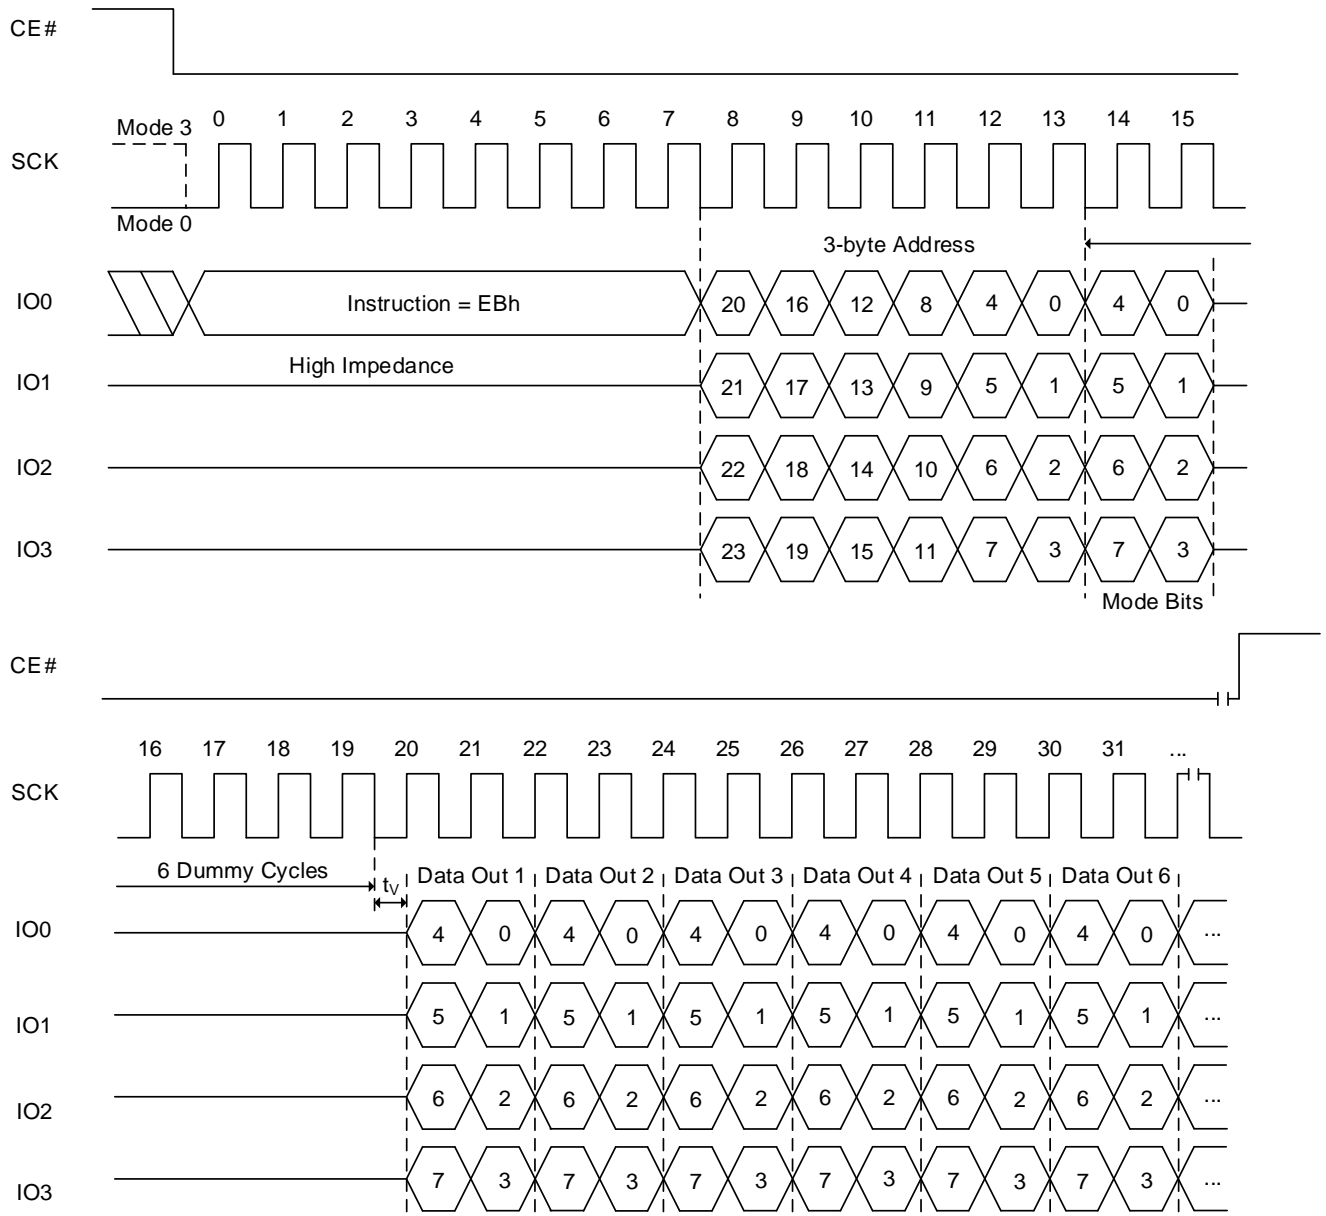 CE#
Mode 3 0 1 2 3 4 5 6 7 8 9 10 11 12 13 14 15
SCK
Mode 0
3-byte Address
IO0 Instruction = EBh 20 16 12 8 4 0 4 0
High Impedance
IO1 21 17 13 9 5 1 5 1
IO2 22 18 14 10 6 2 6 2
IO3 23 19 15 11 7 3 7 3
Mode Bits
CE#
16 17 18 19 20 21 22 23 24 25 26 27 28 29 30 31 ...
SCK
6 Dummy Cycles tV Data Out 1 Data Out 2 Data Out 3 Data Out 4 Data Out 5 Data Out 6
IO0 4 0 4 0 4 0 4 0 4 0 4 0 ...
IO1 5 1 5 1 5 1 5 1 5 1 5 1 ...
IO2 6 2 6 2 6 2 6 2 6 2 6 2 ...
IO3 7 3 7 3 7 3 7 3 7 3 7 3 ...